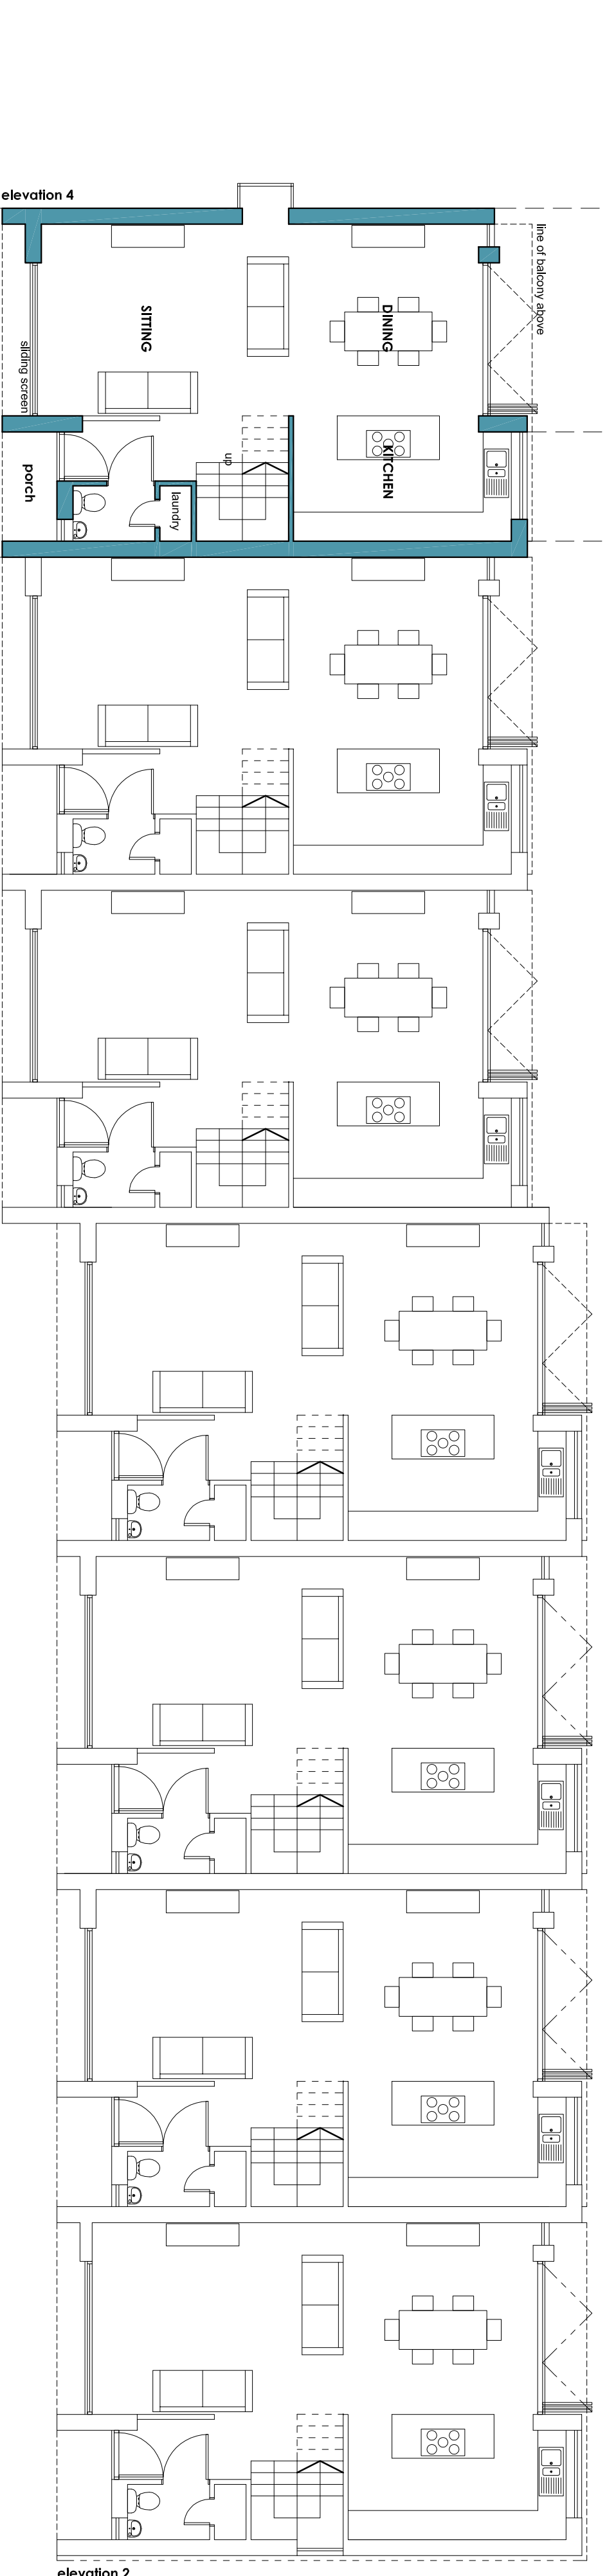 elevation 4
line of balcony above
SITTING
DINING
sliding screen
KITCHEN
up
porch
laundry
elevation 2